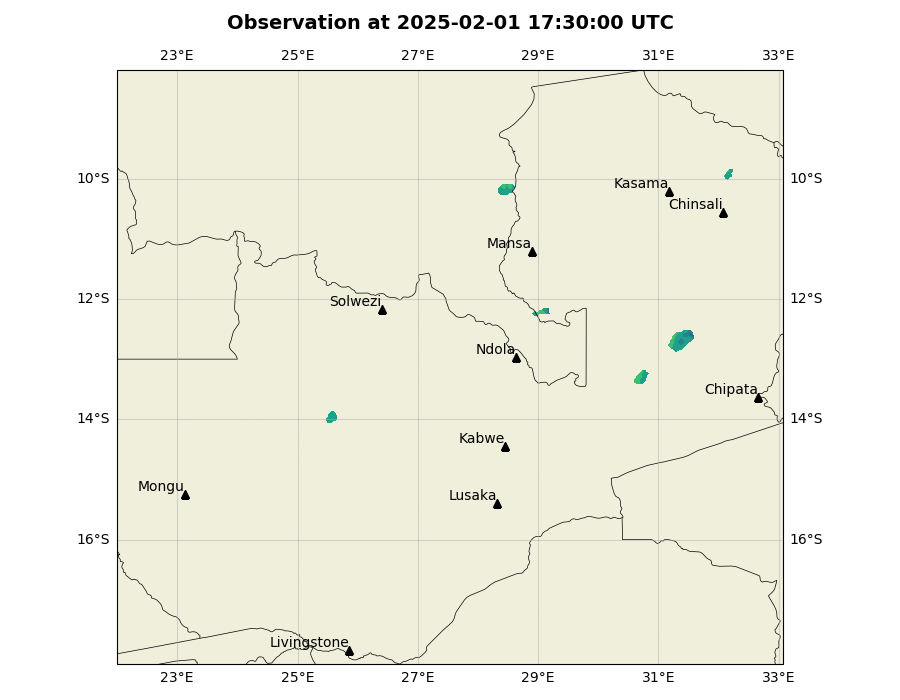 Observation at 2025-02-01 17:30:00 UTC
23°E 25°E 27°E 29°E 31°E 33°E
10°S 10°S
Kasama
Chinsali
Mansa
12°S 12°S
Solwezi
Ndola
Chipata
14°S 14°S
Kabwe
Mongu
Lusaka
16°S 16°S
Livingstone
23°E 25°E 27°E 29°E 31°E 33°E